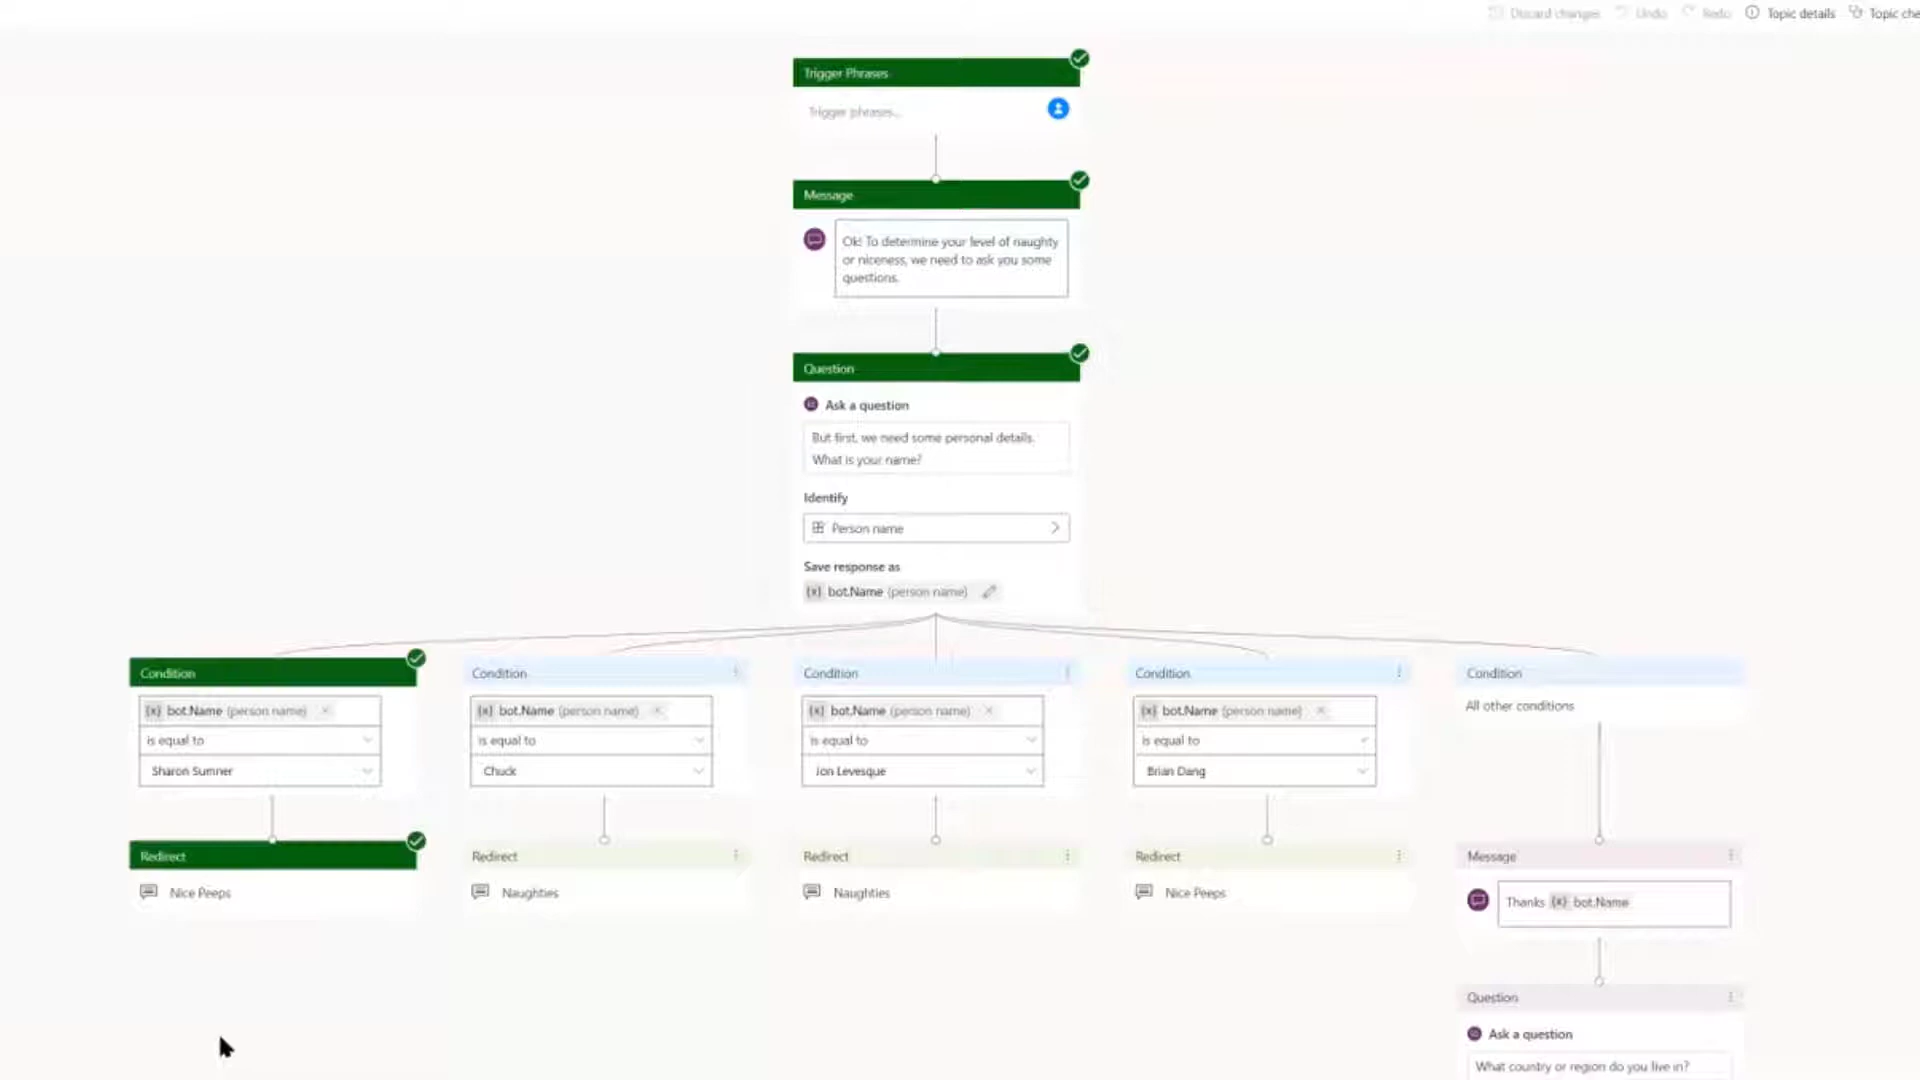 Discard changes Undo Redo Topic details Topic che
Trigger Phrases
Trigger phrases...
Message
Ok! To determine your level of naughty
or niceness, we need to ask you some
questions.
Question
Ask a question
But first, we need some personal details.
What is your name?
Identify
Person name
Save response as
{x} bot.Name (person name)
Condition
{x} bot.Name (person name) ×
is equal to
Sharon Sumner
Redirect
Nice Peeps
Condition
{x} bot.Name (person name) ×
is equal to
Chuck
Redirect
Naughties
Condition
{x} bot.Name (person name) ×
is equal to
Jon Levesque
Redirect
Naughties
Condition
{x} bot.Name (person name) ×
is equal to
Brian Dang
Redirect
Nice Peeps
Condition
All other conditions
Message
Thanks {x} bot.Name
Question
Ask a question
What country or region do you live in?